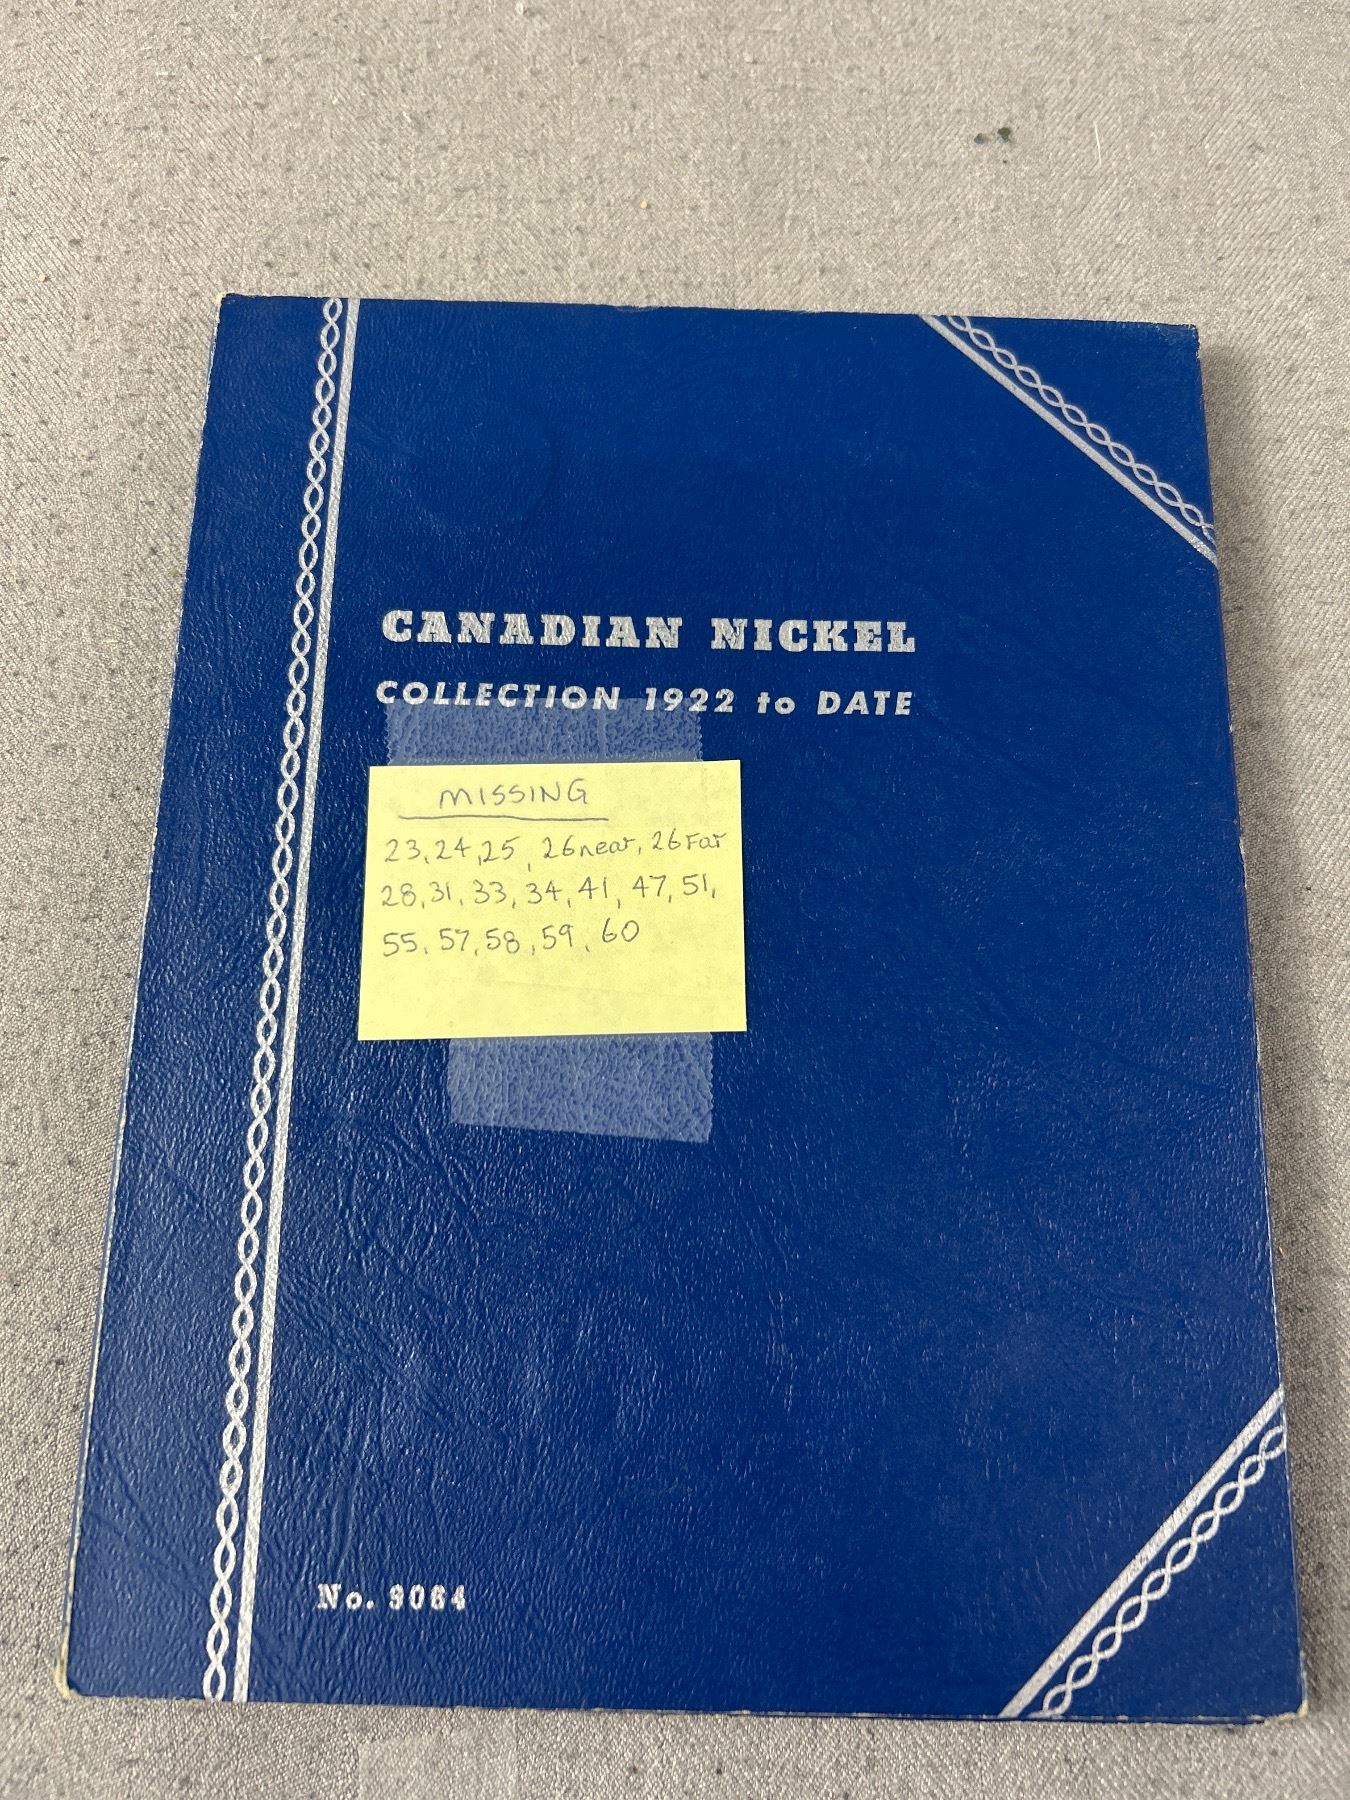 CANADIAN NICKEL
COLLECTION 1922 to DATE
MISSING
23, 24, 25, 26 near, 26 Far
28, 31, 33, 34, 41, 47, 51,
55, 57, 58, 59, 60
No. 9064